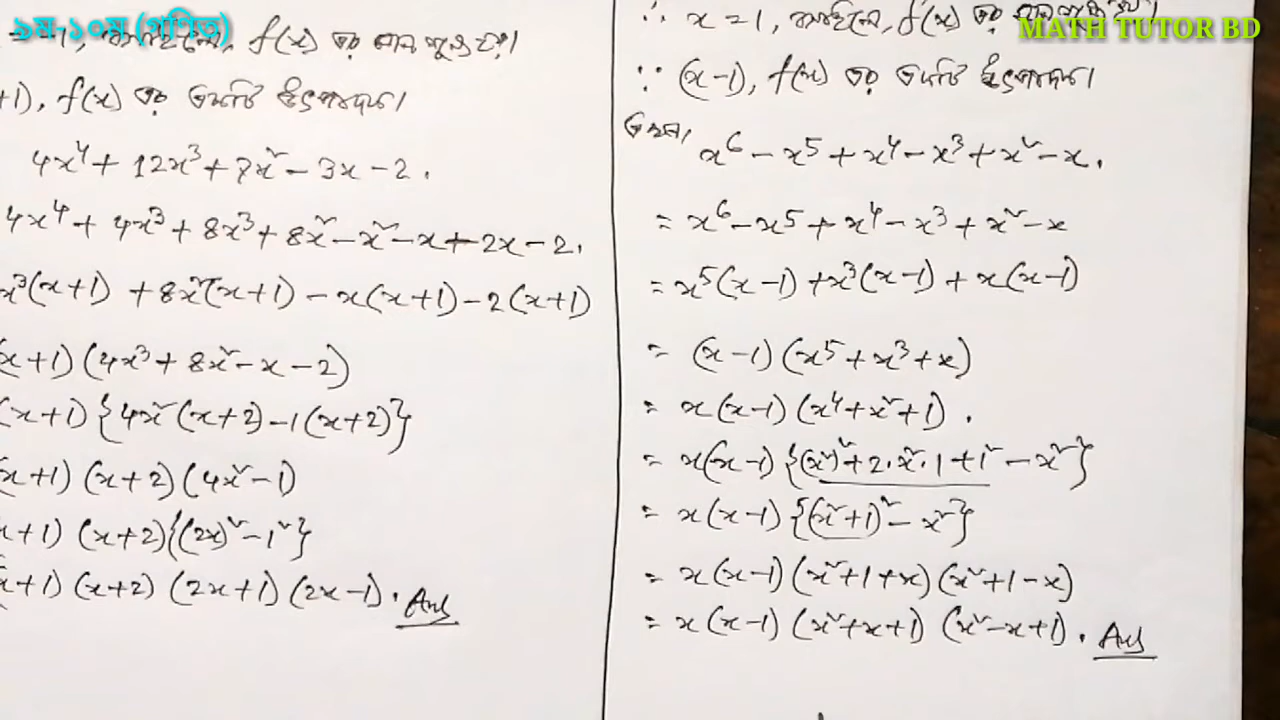 ৯ম-১০ম (গণিত)
MATH TUTOR BD
= -1, f(x) এর মান শূন্য হয়।
+1), f(x) এর একটি উৎপাদক।
4x⁴ + 12x³ + 7x² - 3x - 2.
4x⁴ + 4x³ + 8x³ + 8x² - x² - x - 2x - 2.
x³(x+1) + 8x²(x+1) - x(x+1) - 2(x+1)
x+1) (4x³ + 8x² - x - 2)
(x+1) {4x²(x+2) - 1(x+2)}
x+1) (x+2) (4x² - 1)
x+1) (x+2) {(2x)² - 1²}
x+1) (x+2) (2x+1) (2x-1). Ans
∴ x = 1, f(x) এর মান শূন্য হয়।
∵ (x-1), f(x) এর একটি উৎপাদক।
এখন, x⁶ - x⁵ + x⁴ - x³ + x² - x.
= x⁶ - x⁵ + x⁴ - x³ + x² - x
= x⁵(x-1) + x³(x-1) + x(x-1)
= (x-1) (x⁵ + x³ + x)
= x(x-1) (x⁴ + x² + 1).
= x(x-1) {(x²)² + 2.x².1 + 1² - x²}
= x(x-1) {(x²+1)² - x²}
= x(x-1) (x²+1+x) (x²+1-x)
= x(x-1) (x²+x+1) (x²-x+1). Ans